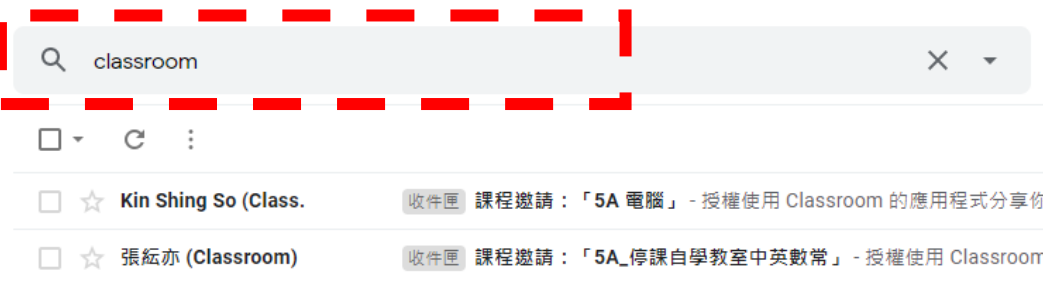 classroom
Kin Shing So (Class. 收件匣 課程邀請：「5A 電腦」 - 授權使用 Classroom 的應用程式分享你
張紜亦 (Classroom) 收件匣 課程邀請：「5A_停課自學教室中英數常」 - 授權使用 Classroom